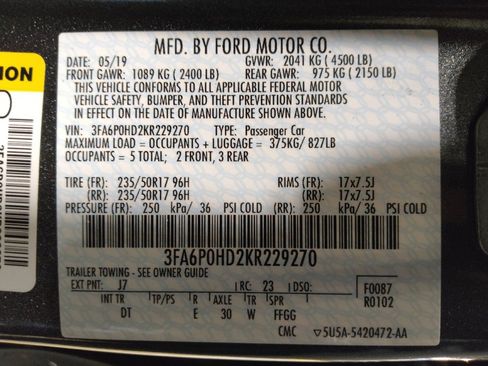 MFD. BY FORD MOTOR CO.
DATE: 05/19 GVWR: 2041 KG (4500 LB)
FRONT GAWR: 1089 KG (2400 LB) REAR GAWR: 975 KG (2150 LB)
THIS VEHICLE CONFORMS TO ALL APPLICABLE FEDERAL MOTOR
VEHICLE SAFETY, BUMPER, AND THEFT PREVENTION STANDARDS
IN EFFECT ON THE DATE OF MANUFACTURE SHOWN ABOVE.
VIN: 3FA6P0HD2KR229270 TYPE: Passenger Car
MAXIMUM LOAD = OCCUPANTS + LUGGAGE = 375KG/ 827LB
OCCUPANTS = 5 TOTAL; 2 FRONT, 3 REAR
TIRE (FR): 235/50R17 96H RIMS (FR): 17x7.5J
(RR): 235/50R17 96H (RR): 17x7.5J
PRESSURE (FR): 250 kPa/ 36 PSI COLD (RR): 250 kPa/ 36 PSI COLD
3FA6P0HD2KR229270
TRAILER TOWING - SEE OWNER GUIDE
EXT PNT: J7 RC: 23 DSO: F0087
R0102
INT TR TP/PS R AXLE TR SPR
DT E 30 W FFGG
CMC ▽5U5A-5420472-AA